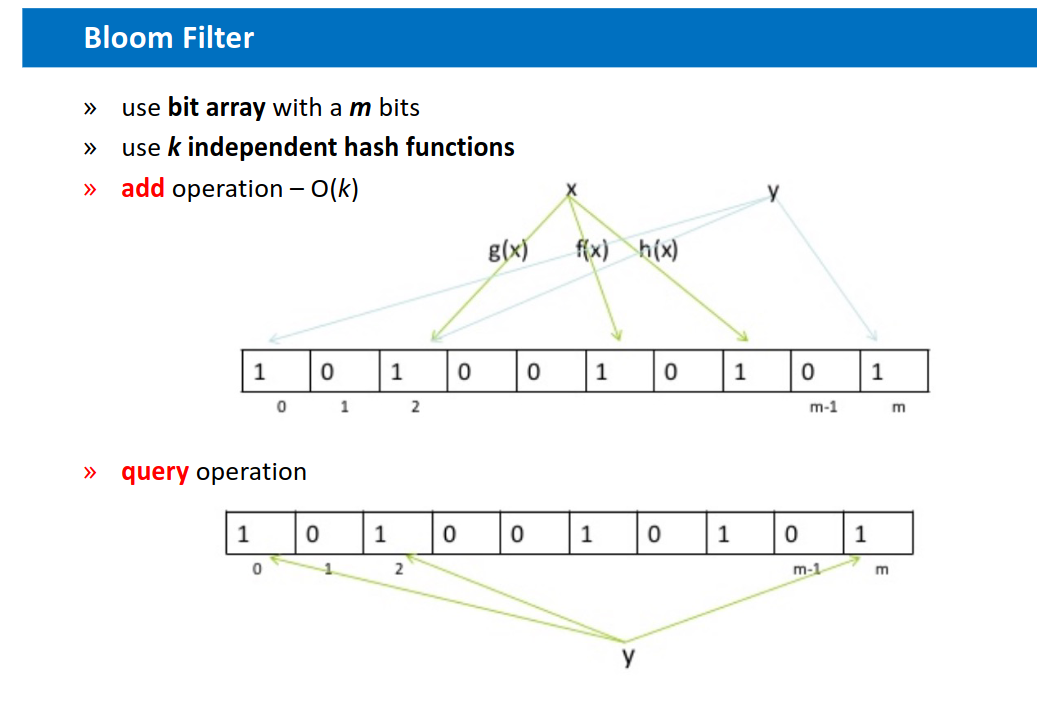 Bloom Filter
» use bit array with a m bits
» use k independent hash functions
» add operation – O(k)
x y
g(x) f(x) h(x)
1 0 1 0 0 1 0 1 0 1
0 1 2 m-1 m
» query operation
1 0 1 0 0 1 0 1 0 1
0 1 2 m-1 m
y